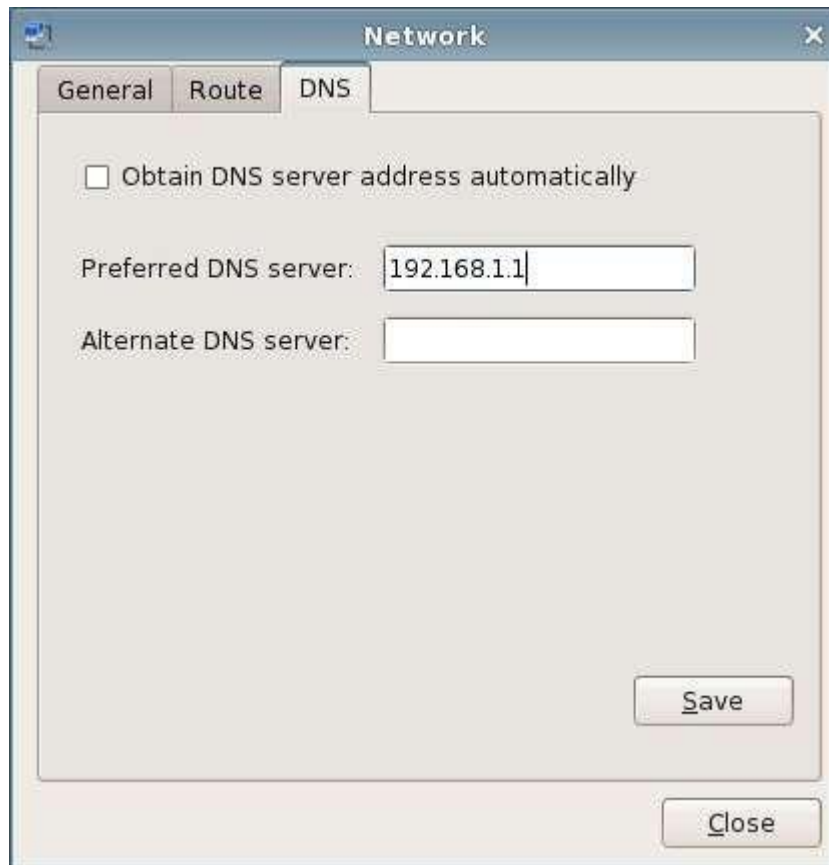 Network
General Route DNS
Obtain DNS server address automatically
Preferred DNS server: 192.168.1.1
Alternate DNS server:
Save
Close